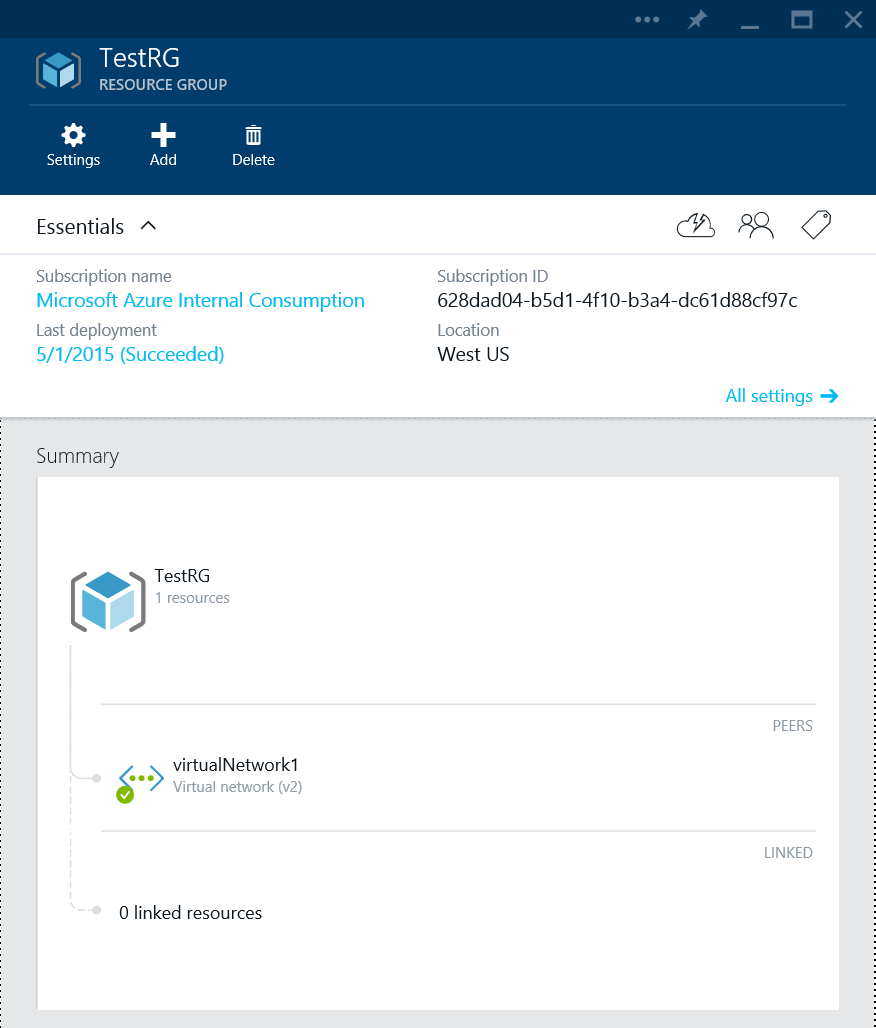 TestRG
RESOURCE GROUP
Settings Add Delete
Essentials
Subscription name Subscription ID
Microsoft Azure Internal Consumption 628dad04-b5d1-4f10-b3a4-dc61d88cf97c
Last deployment Location
5/1/2015 (Succeeded) West US
All settings
Summary
TestRG
1 resources
PEERS
virtualNetwork1
Virtual network (v2)
LINKED
0 linked resources